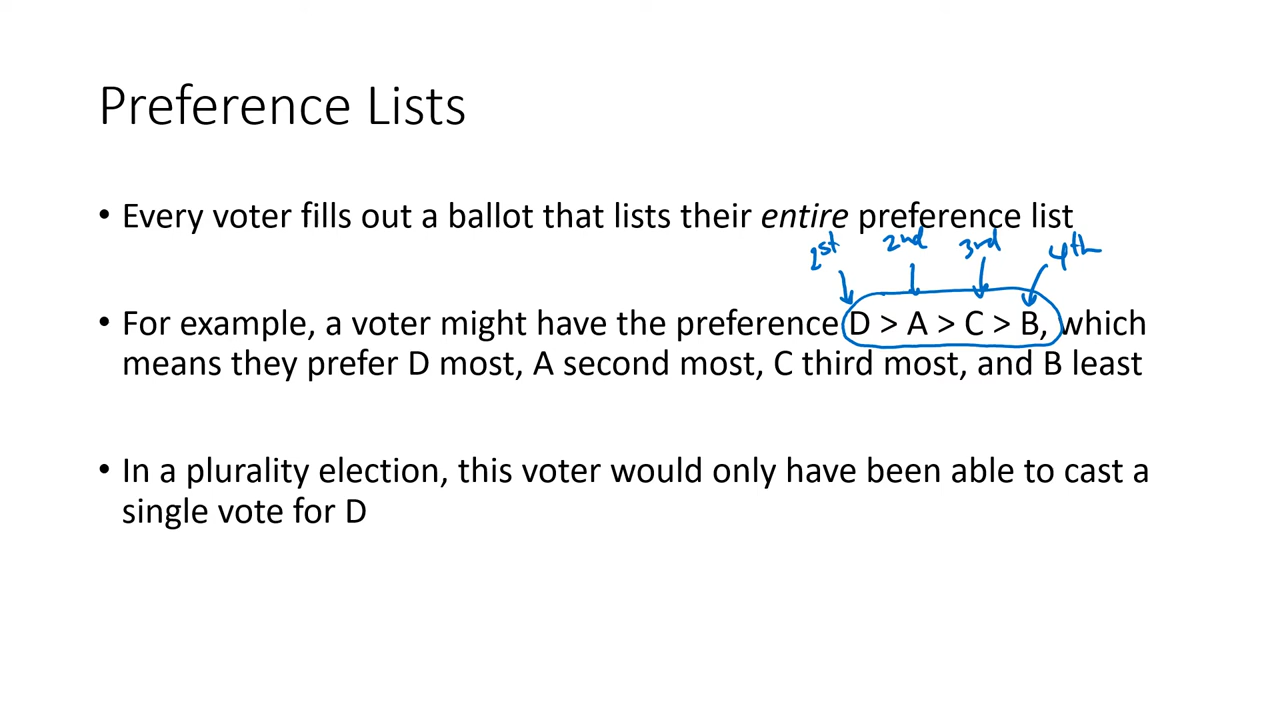 Preference Lists
• Every voter fills out a ballot that lists their entire preference list
1st 2nd 3rd 4th
• For example, a voter might have the preference D > A > C > B, which
means they prefer D most, A second most, C third most, and B least
• In a plurality election, this voter would only have been able to cast a
single vote for D